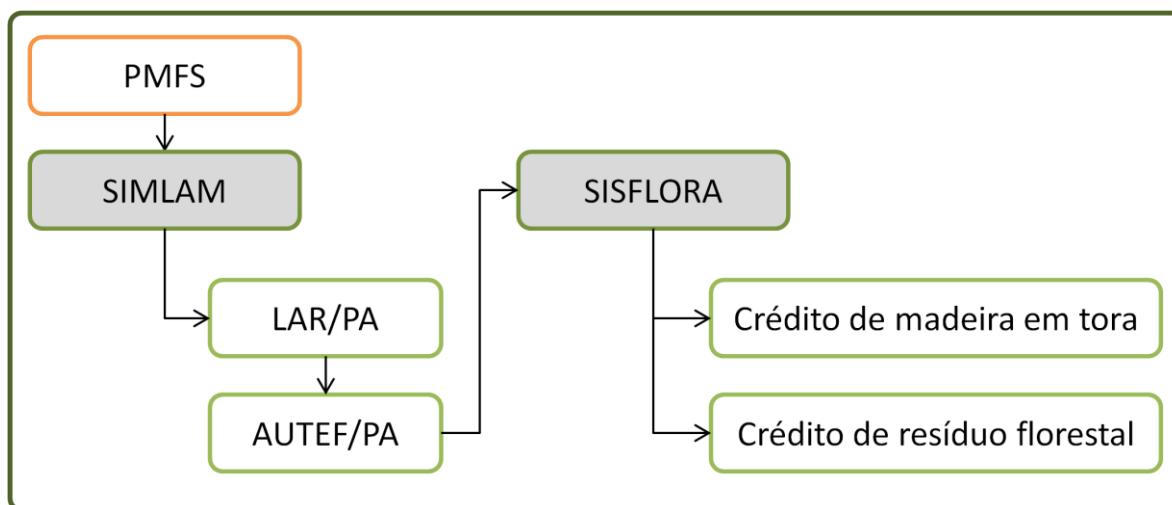 PMFS
SIMLAM
SISFLORA
LAR/PA
Crédito de madeira em tora
AUTEF/PA
Crédito de resíduo florestal